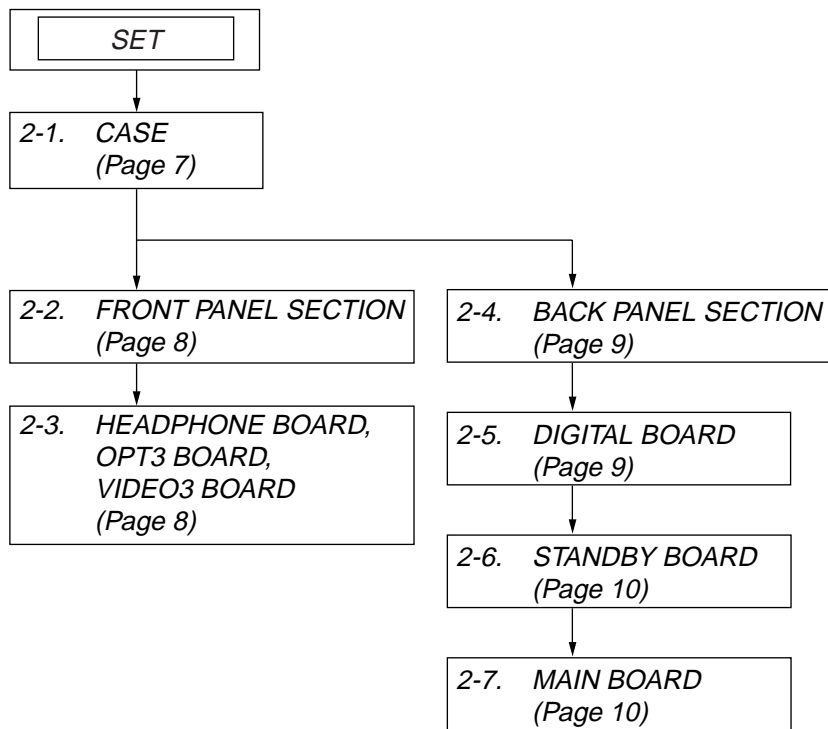 SET
2-1. CASE
(Page 7)
2-2. FRONT PANEL SECTION
(Page 8)
2-3. HEADPHONE BOARD,
OPT3 BOARD,
VIDEO3 BOARD
(Page 8)
2-4. BACK PANEL SECTION
(Page 9)
2-5. DIGITAL BOARD
(Page 9)
2-6. STANDBY BOARD
(Page 10)
2-7. MAIN BOARD
(Page 10)